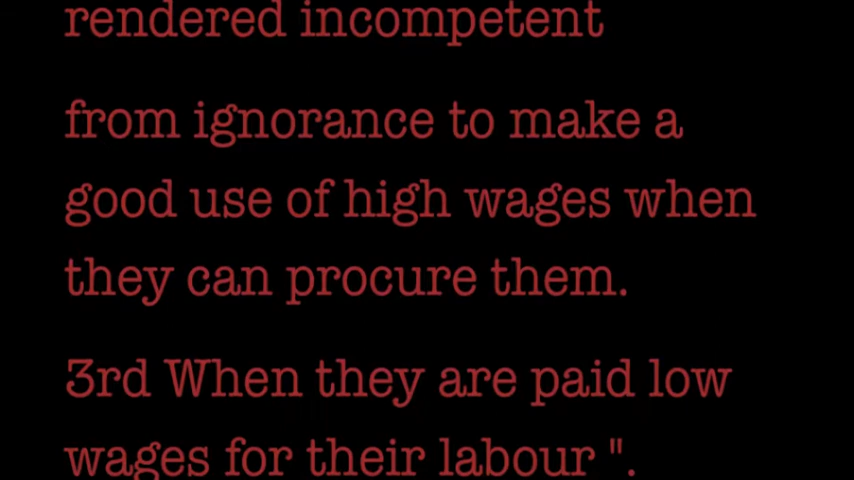 rendered incompetent
from ignorance to make a
good use of high wages when
they can procure them.
3rd When they are paid low
wages for their labour ".